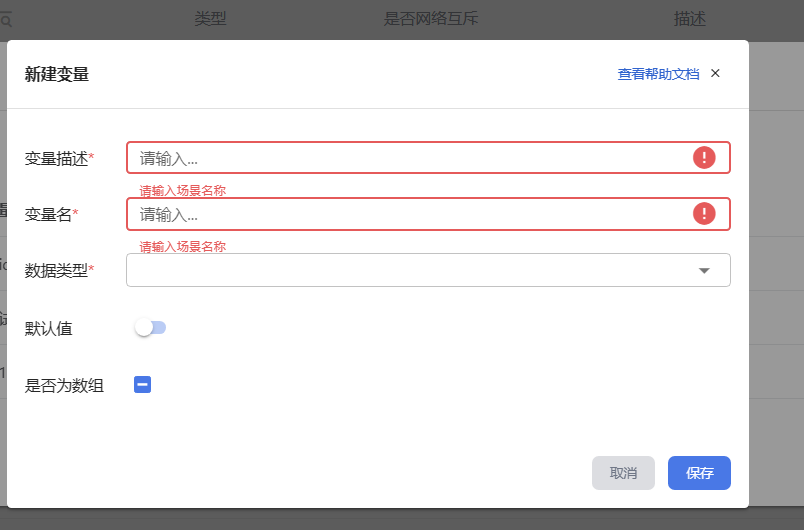 类型 是否网络互斥 描述
新建变量 查看帮助文档
变量描述* 请输入...
请输入场景名称
变量名* 请输入...
请输入场景名称
数据类型*
默认值
是否为数组
取消 保存